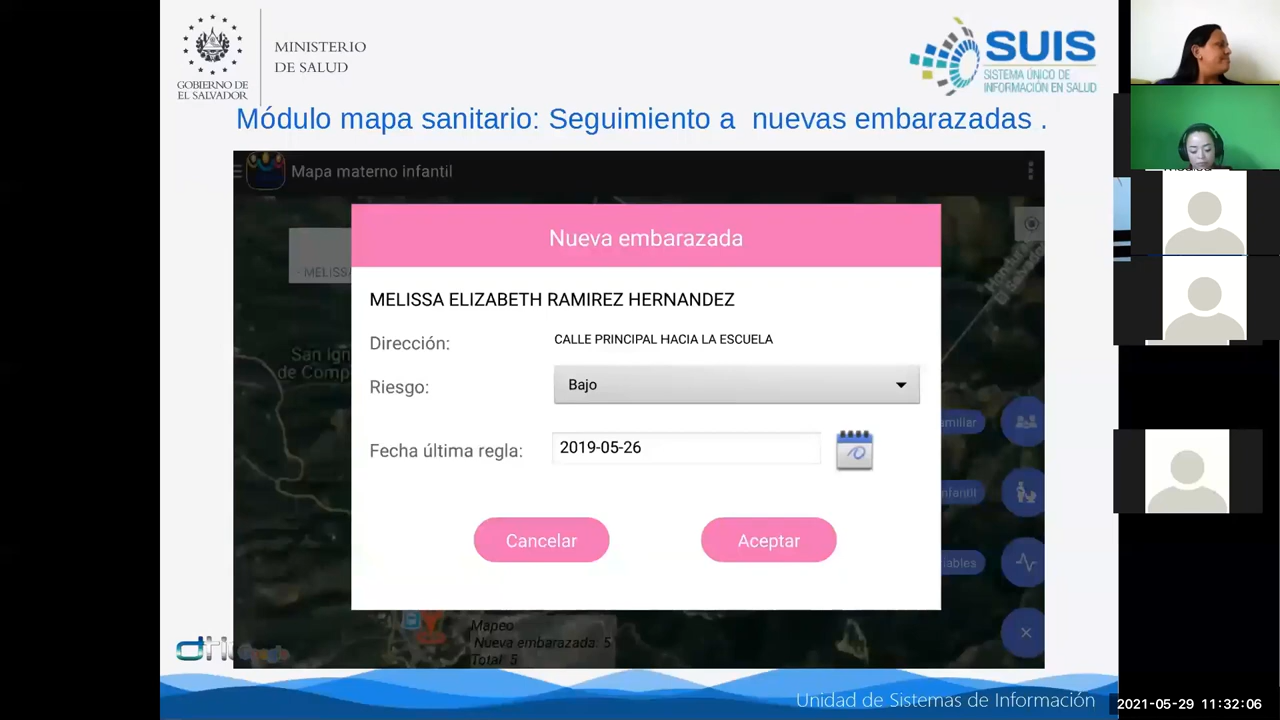 MINISTERIO
DE SALUD
GOBIERNO DE
EL SALVADOR
SUIS
SISTEMA ÚNICO DE
INFORMACIÓN EN SALUD
Módulo mapa sanitario: Seguimiento a nuevas embarazadas .
Mapa materno infantil
Nueva embarazada
- MELISSA
MELISSA ELIZABETH RAMIREZ HERNANDEZ
Dirección: CALLE PRINCIPAL HACIA LA ESCUELA
Riesgo: Bajo
Fecha última regla: 2019-05-26
Cancelar Aceptar
Mapeo
Nueva embarazada: 5
Total: 5
Unidad de Sistemas de Información
2021-05-29 11:32:06